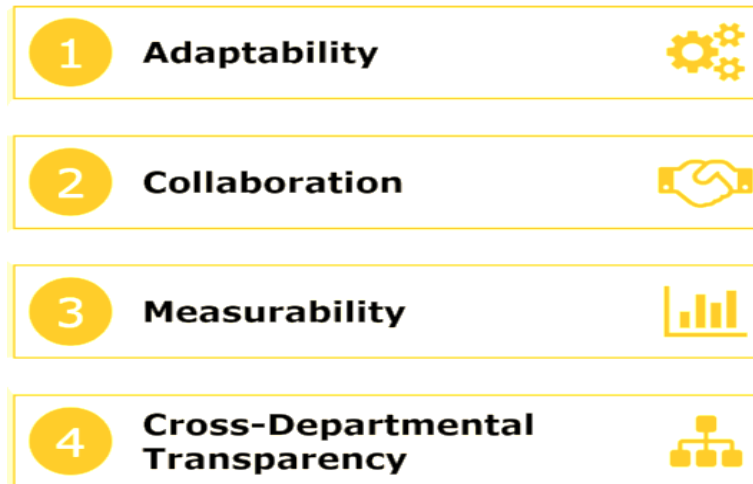 1 Adaptability
2 Collaboration
3 Measurability
4 Cross-Departmental
Transparency